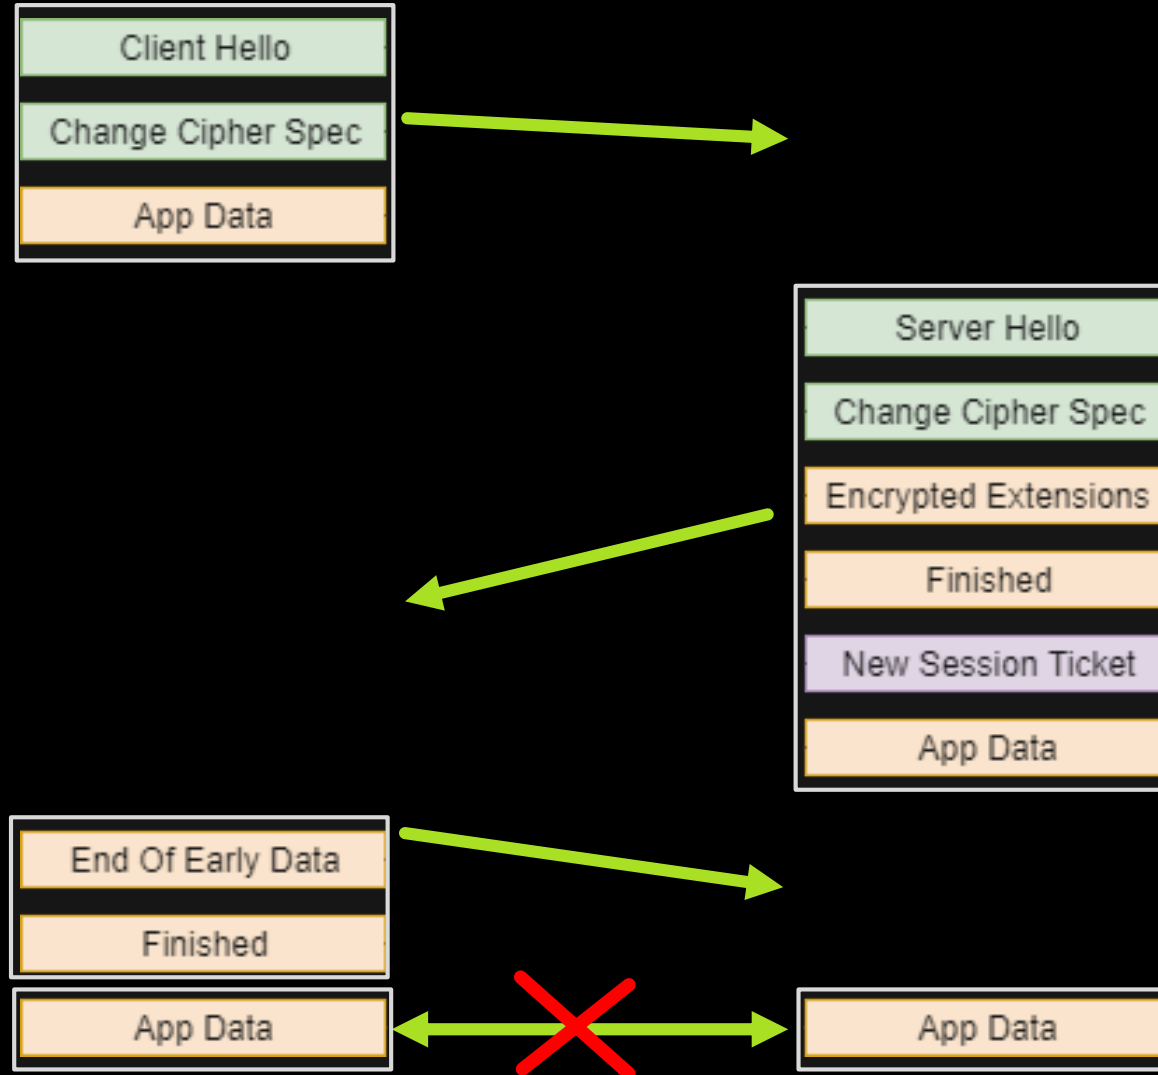 Client Hello
Change Cipher Spec
App Data
Server Hello
Change Cipher Spec
Encrypted Extensions
Finished
New Session Ticket
App Data
End Of Early Data
Finished
App Data
App Data